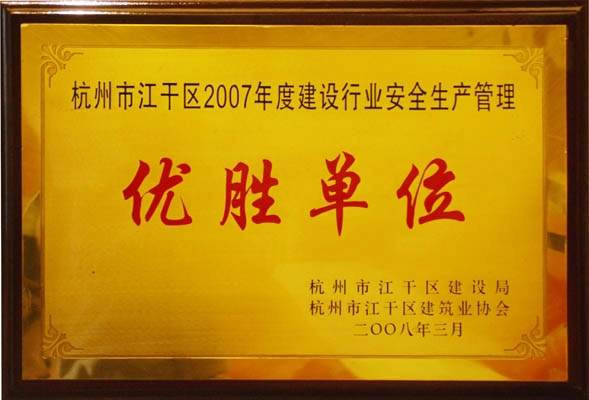 杭州市江干区2007年度建设行业安全生产管理
优胜单位
杭州市江干区建设局
杭州市江干区建筑业协会
二〇〇八年三月